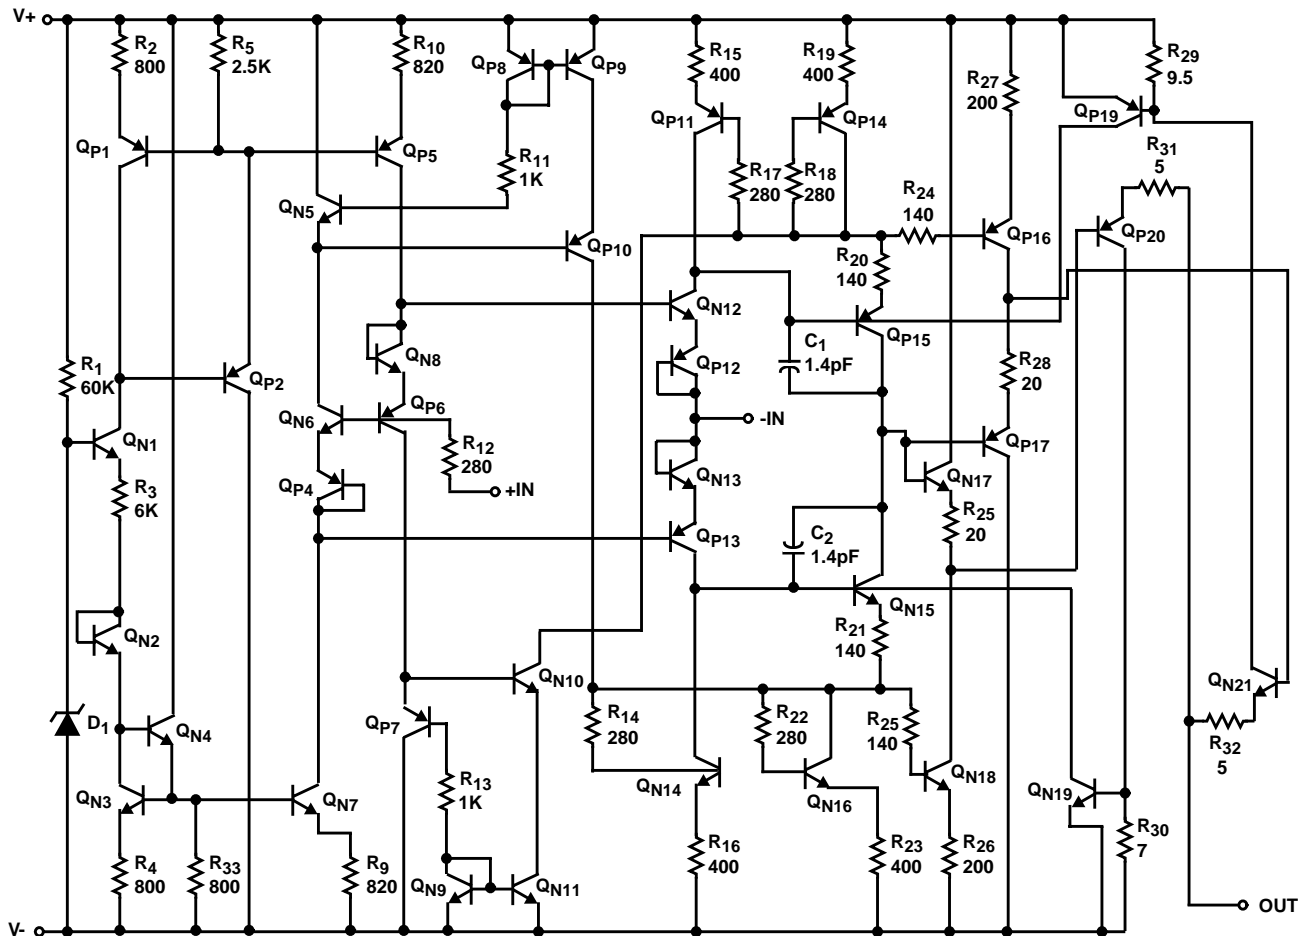 V+
R2
800
R5
2.5K
R10
820
QP8
QP9
R15
400
R19
400
R29
9.5
R27
200
QP19
QP1
QP5
QP11
QP14
R11
1K
R17
280
R18
280
R31
5
QN5
R24
140
QP10
QP16
QP20
R20
140
QN12
QP15
R1
60K
QN8
QP12
C1
1.4pF
R28
20
QP2
QP6
QN1
QN6
R12
280
-IN
QP17
R3
6K
QP4
+IN
QN13
QN17
R25
20
QP13
C2
1.4pF
QN15
QN2
R21
140
QN10
QN21
D1
QN4
QP7
R14
280
R22
280
R25
140
R32
5
QN3
QN7
R13
1K
QN14
QN16
QN18
QN19
R4
800
R33
800
R9
820
QN9
QN11
R16
400
R23
400
R26
200
R30
7
OUT
V-